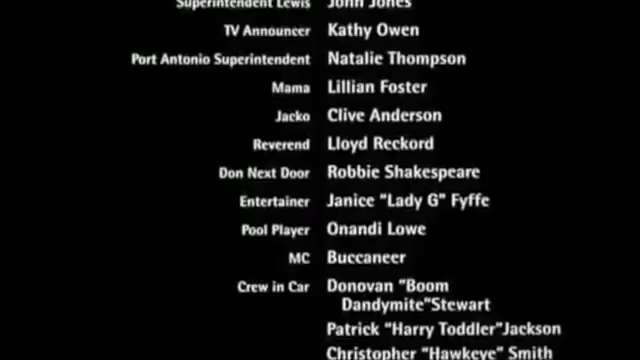 Superintendent Lewis John Jones
TV Announcer Kathy Owen
Port Antonio Superintendent Natalie Thompson
Mama Lillian Foster
Jacko Clive Anderson
Reverend Lloyd Reckord
Don Next Door Robbie Shakespeare
Entertainer Janice "Lady G" Fyffe
Pool Player Onandi Lowe
MC Buccaneer
Crew in Car Donovan "Boom
Dandymite"Stewart
Patrick "Harry Toddler"Jackson
Christopher "Hawkeye" Smith